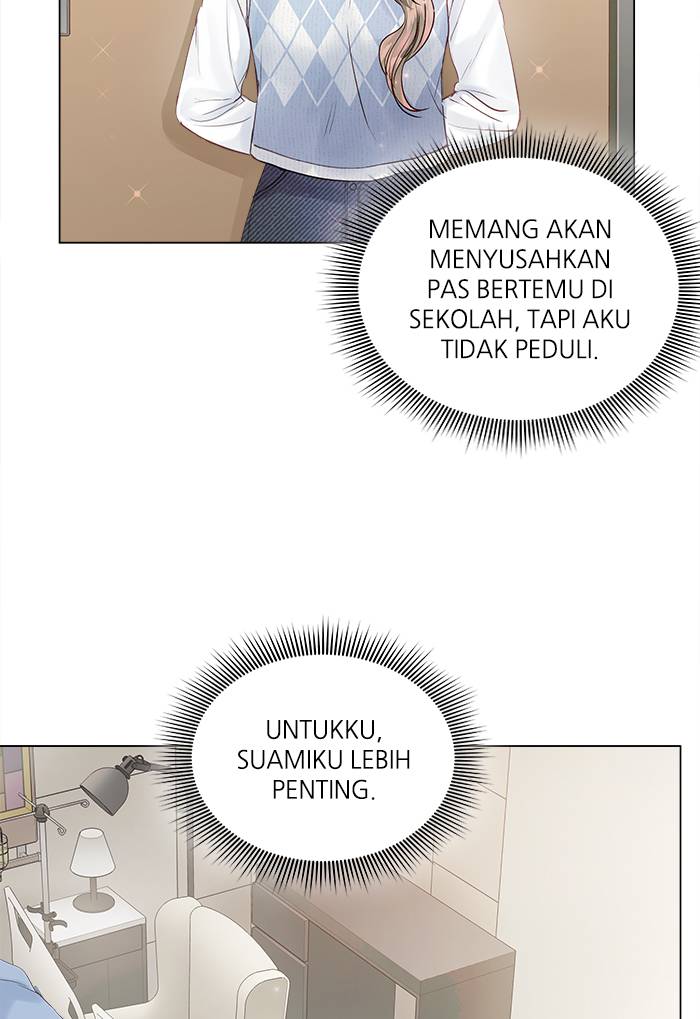 MEMANG AKAN
MENYUSAHKAN
PAS BERTEMU DI
SEKOLAH, TAPI AKU
TIDAK PEDULI.
UNTUKKU,
SUAMIKU LEBIH
PENTING.